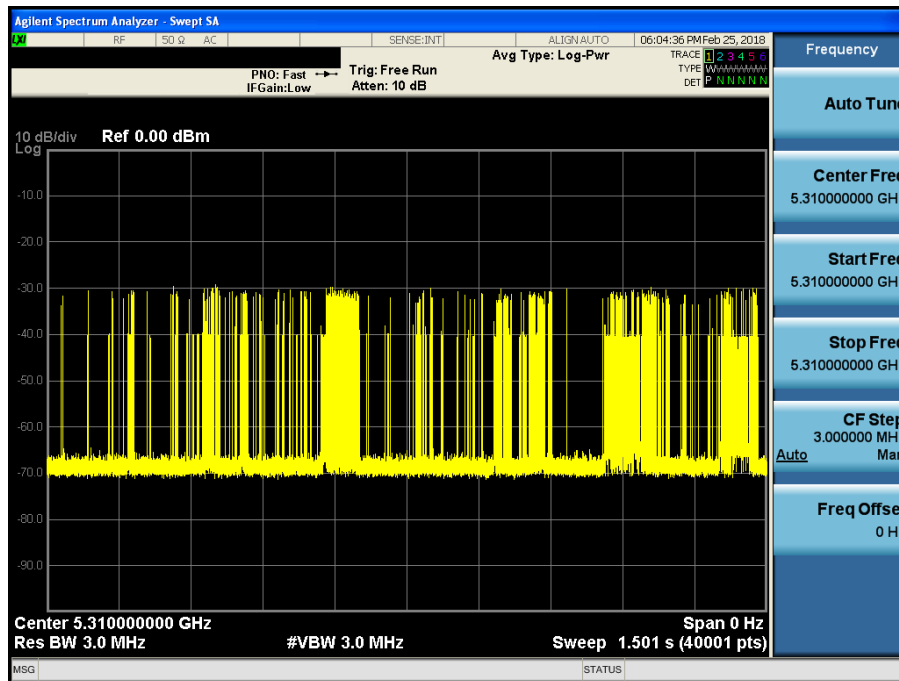 Agilent Spectrum Analyzer - Swept SA
LXI RF 50 Ω AC SENSE:INT ALIGN AUTO 06:04:36 PM Feb 25, 2018
Frequency
Avg Type: Log-Pwr
TRACE 1 2 3 4 5 6
PNO: Fast Trig: Free Run
TYPE WWWWWW
IFGain:Low Atten: 10 dB
DET P N N N N N
Auto Tune
10 dB/div Ref 0.00 dBm
Log
-10.0
-20.0
-30.0
-40.0
-50.0
-60.0
-70.0
-80.0
-90.0
Center Freq
5.310000000 GH
Start Freq
5.310000000 GH
Stop Freq
5.310000000 GH
CF Step
3.000000 MH
Auto Man
Freq Offse
0 H
Center 5.310000000 GHz Span 0 Hz
Res BW 3.0 MHz #VBW 3.0 MHz Sweep 1.501 s (40001 pts)
MSG STATUS